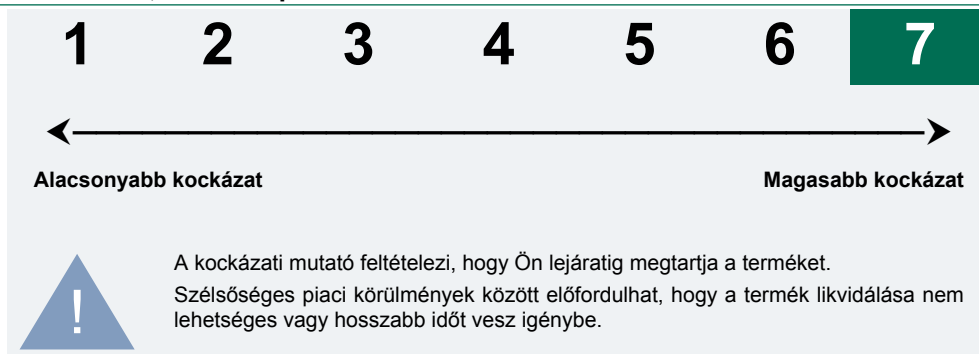 1 2 3 4 5 6 7
Alacsonyabb kockázat Magasabb kockázat
A kockázati mutató feltételezi, hogy Ön lejáratig megtartja a terméket.
Szélsőséges piaci körülmények között előfordulhat, hogy a termék likvidálása nem
lehetséges vagy hosszabb időt vesz igénybe.
!